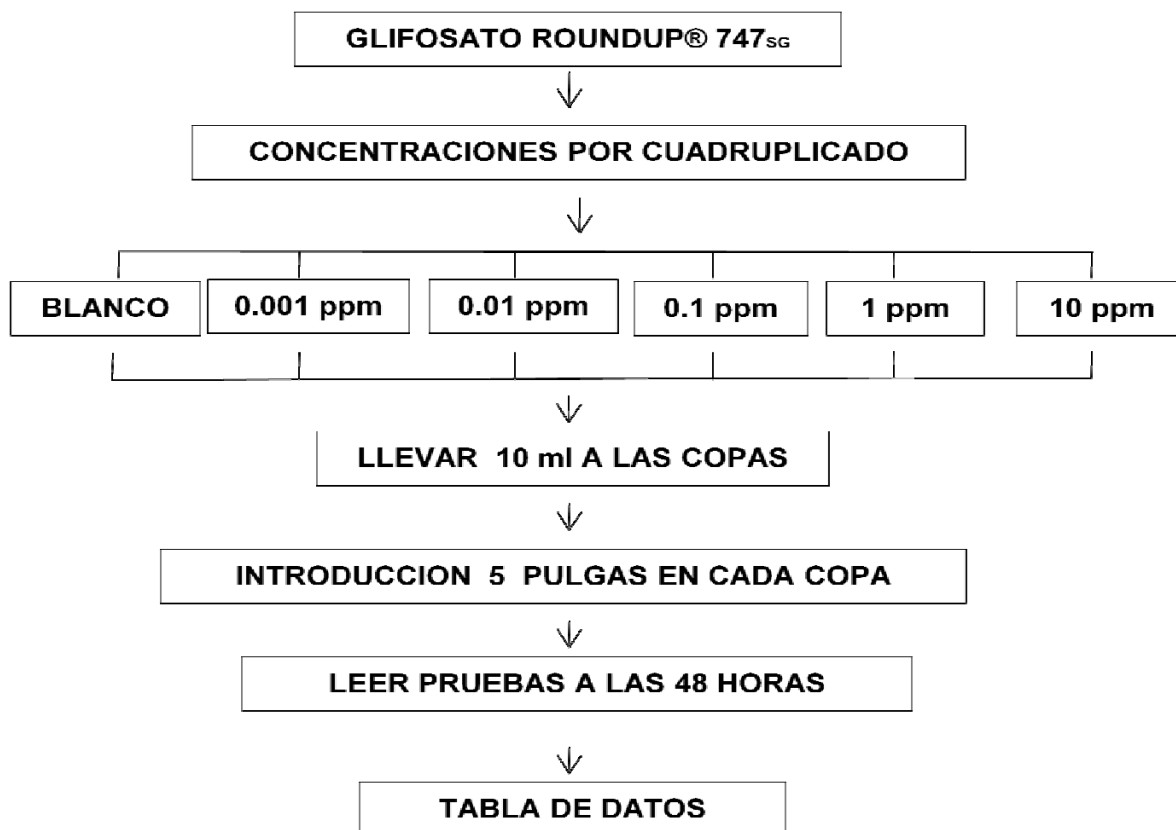 GLIFOSATO ROUNDUP® 747SG
CONCENTRACIONES POR CUADRUPLICADO
BLANCO 0.001 ppm 0.01 ppm 0.1 ppm 1 ppm 10 ppm
LLEVAR 10 ml A LAS COPAS
INTRODUCCION 5 PULGAS EN CADA COPA
LEER PRUEBAS A LAS 48 HORAS
TABLA DE DATOS